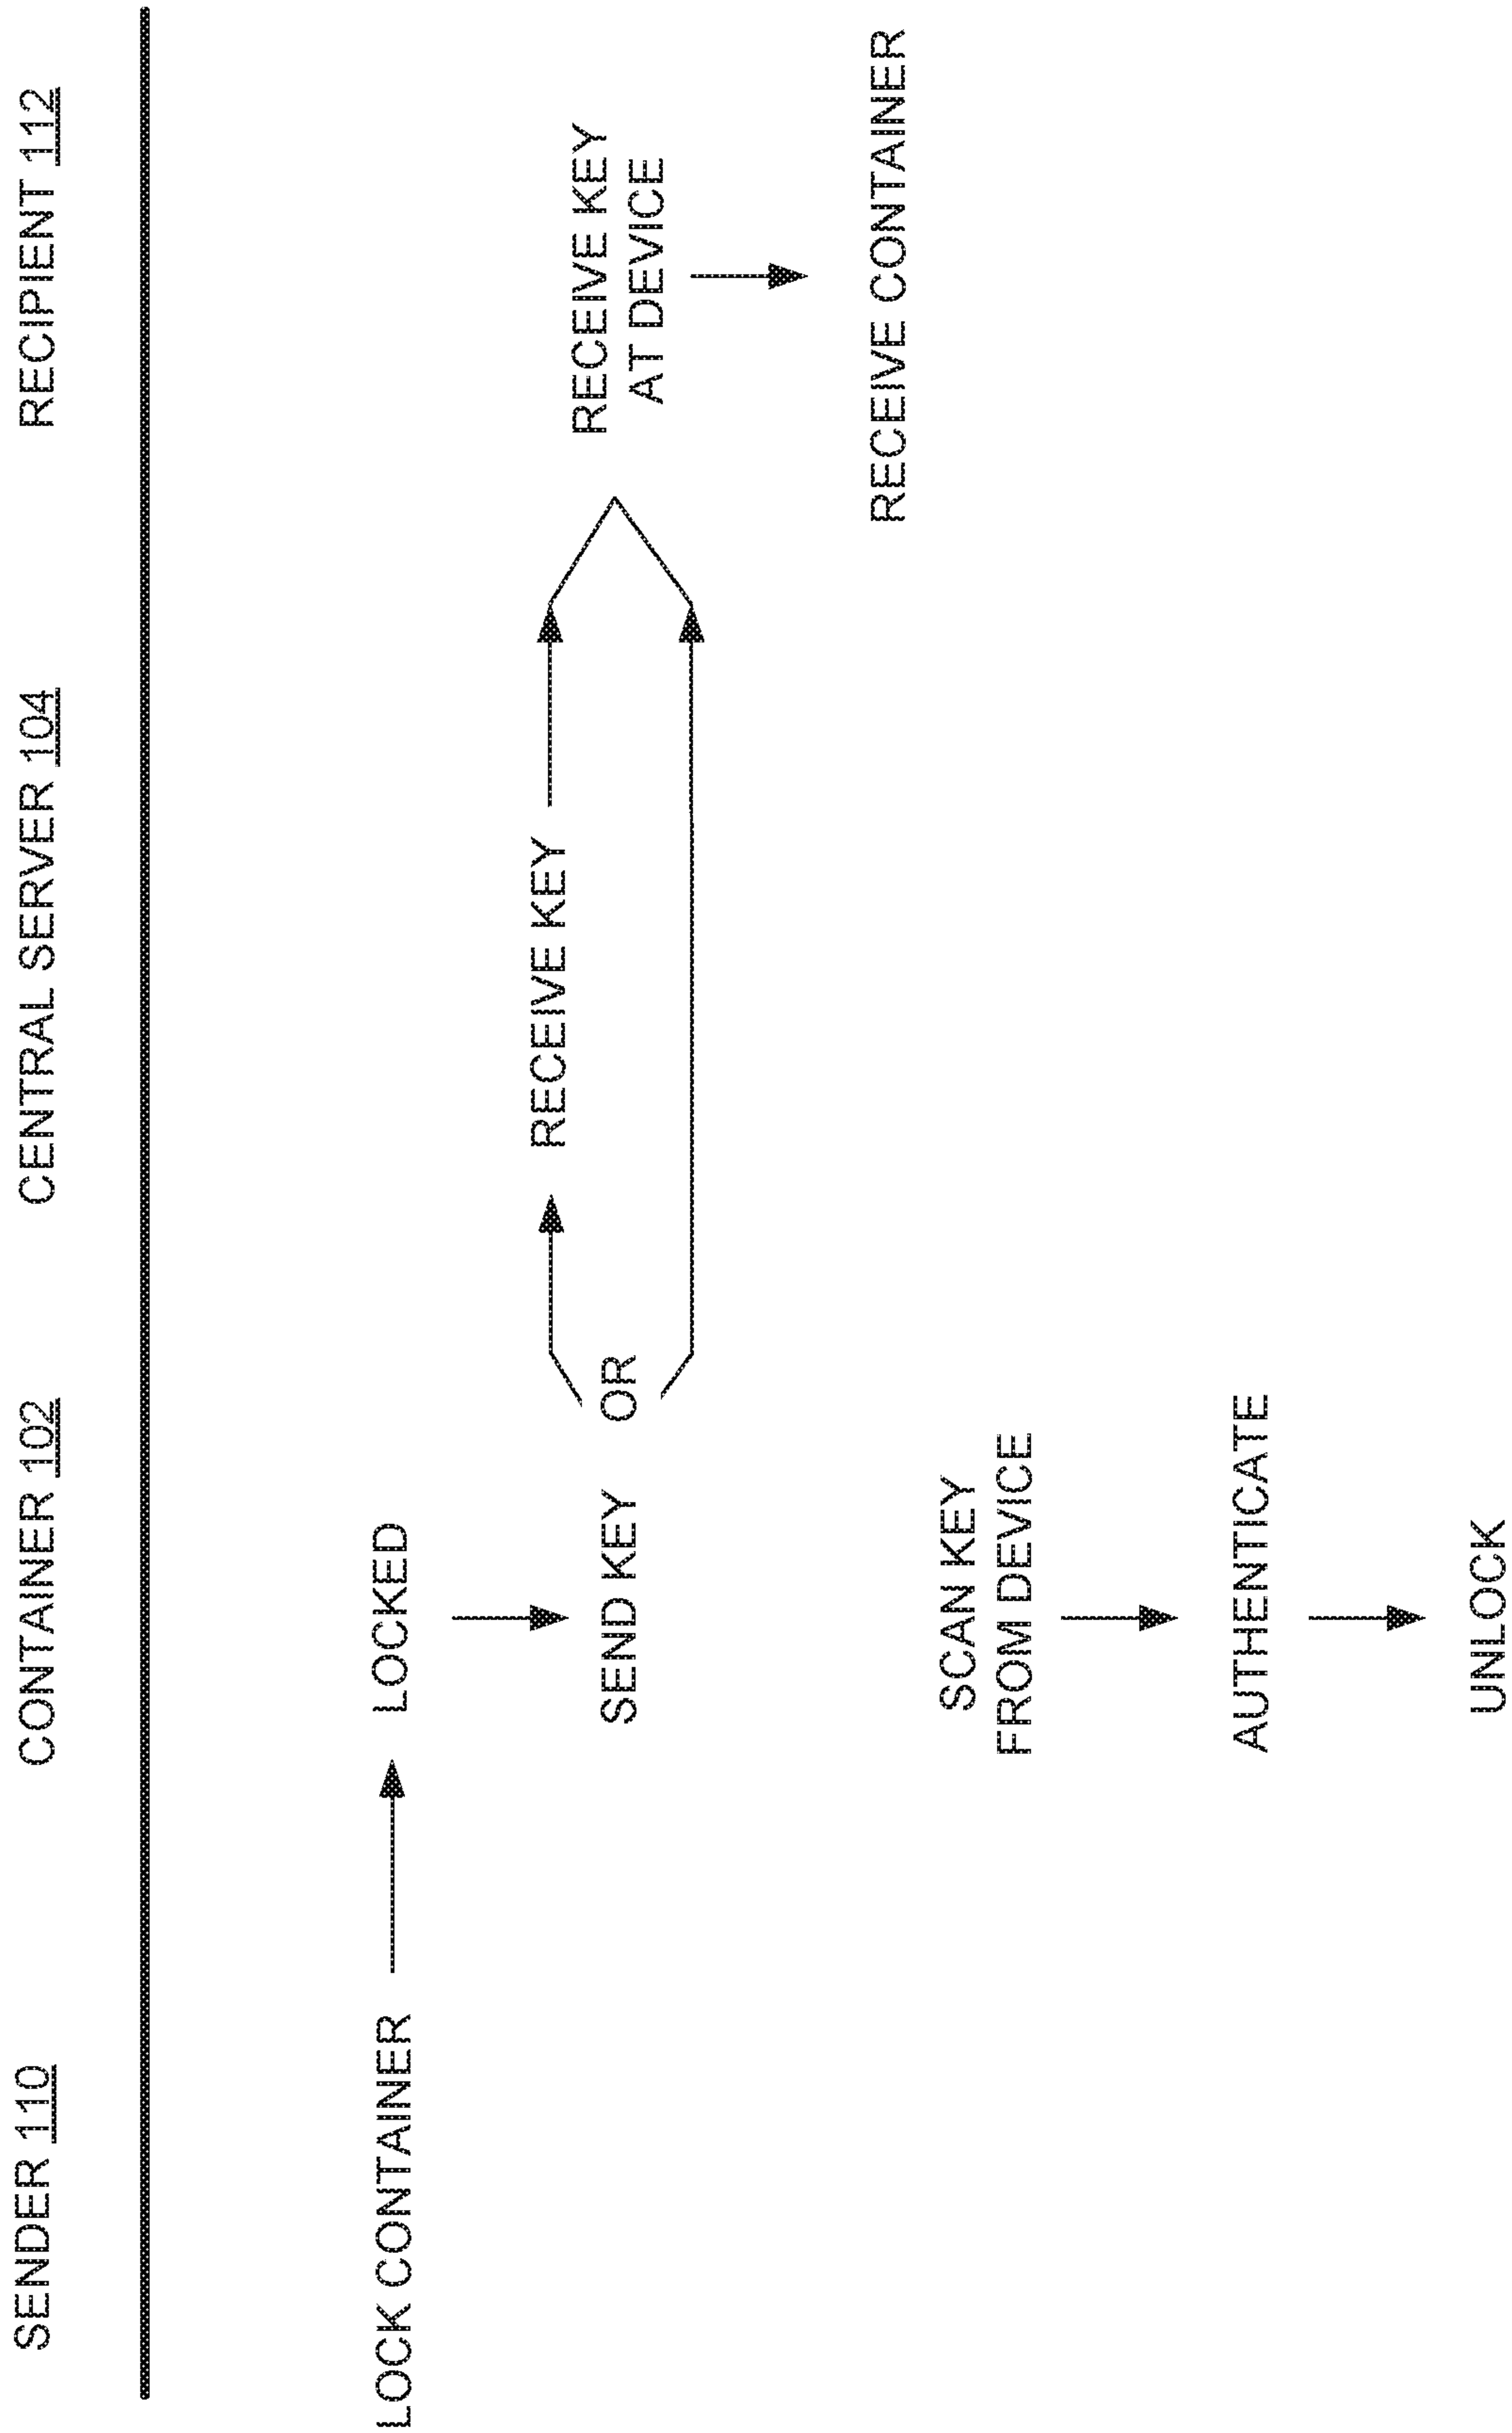 SENDER 110
CONTAINER 102
CENTRAL SERVER 104
RECIPIENT 112
LOCK CONTAINER
LOCKED
SEND KEY
OR
RECEIVE KEY
RECEIVE KEY
AT DEVICE
RECEIVE CONTAINER
SCAN KEY
FROM DEVICE
AUTHENTICATE
UNLOCK